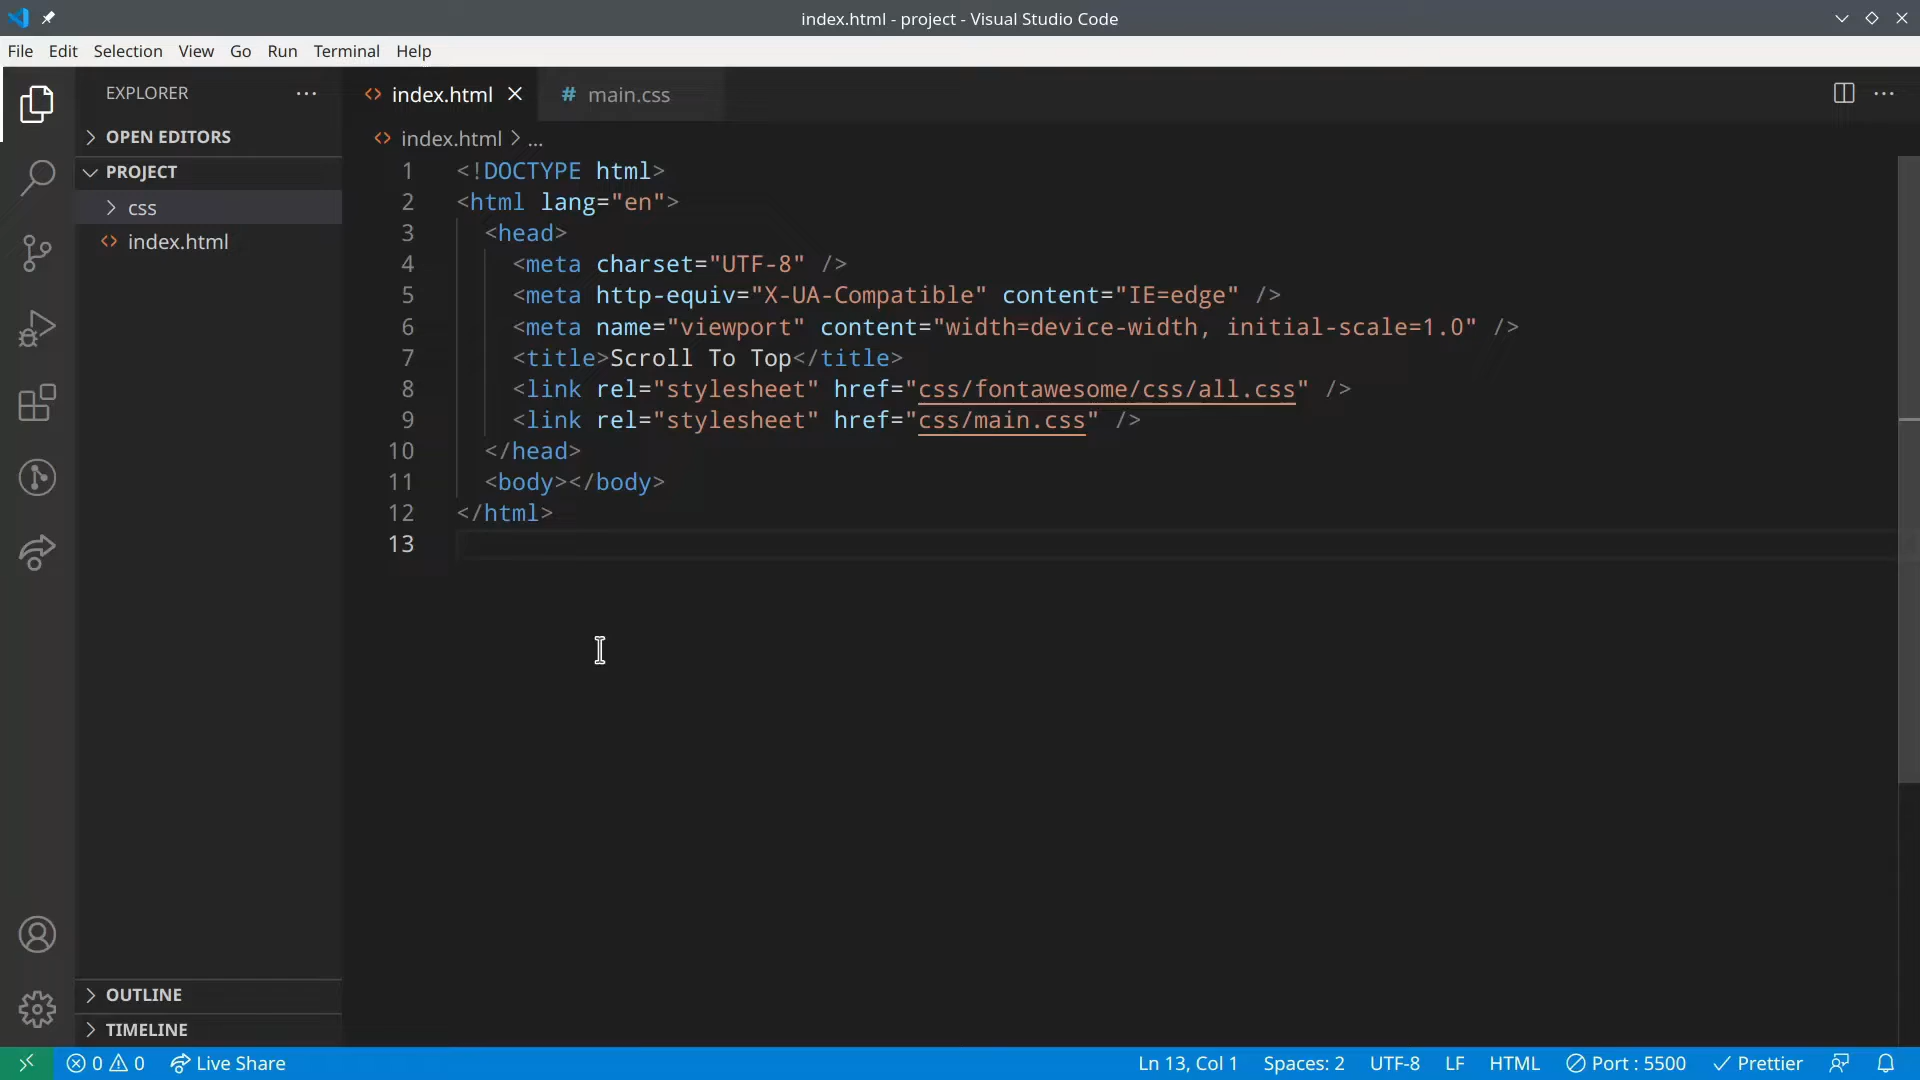 index.html - project - Visual Studio Code
File Edit Selection View Go Run Terminal Help
EXPLORER
OPEN EDITORS
PROJECT
css
index.html
OUTLINE
TIMELINE
index.html
# main.css
index.html > ...
1 <!DOCTYPE html>
2 <html lang="en">
3 <head>
4 <meta charset="UTF-8" />
5 <meta http-equiv="X-UA-Compatible" content="IE=edge" />
6 <meta name="viewport" content="width=device-width, initial-scale=1.0" />
7 <title>Scroll To Top</title>
8 <link rel="stylesheet" href="css/fontawesome/css/all.css" />
9 <link rel="stylesheet" href="css/main.css" />
10 </head>
11 <body></body>
12 </html>
13
0 0 Live Share Ln 13, Col 1 Spaces: 2 UTF-8 LF HTML Port : 5500 Prettier